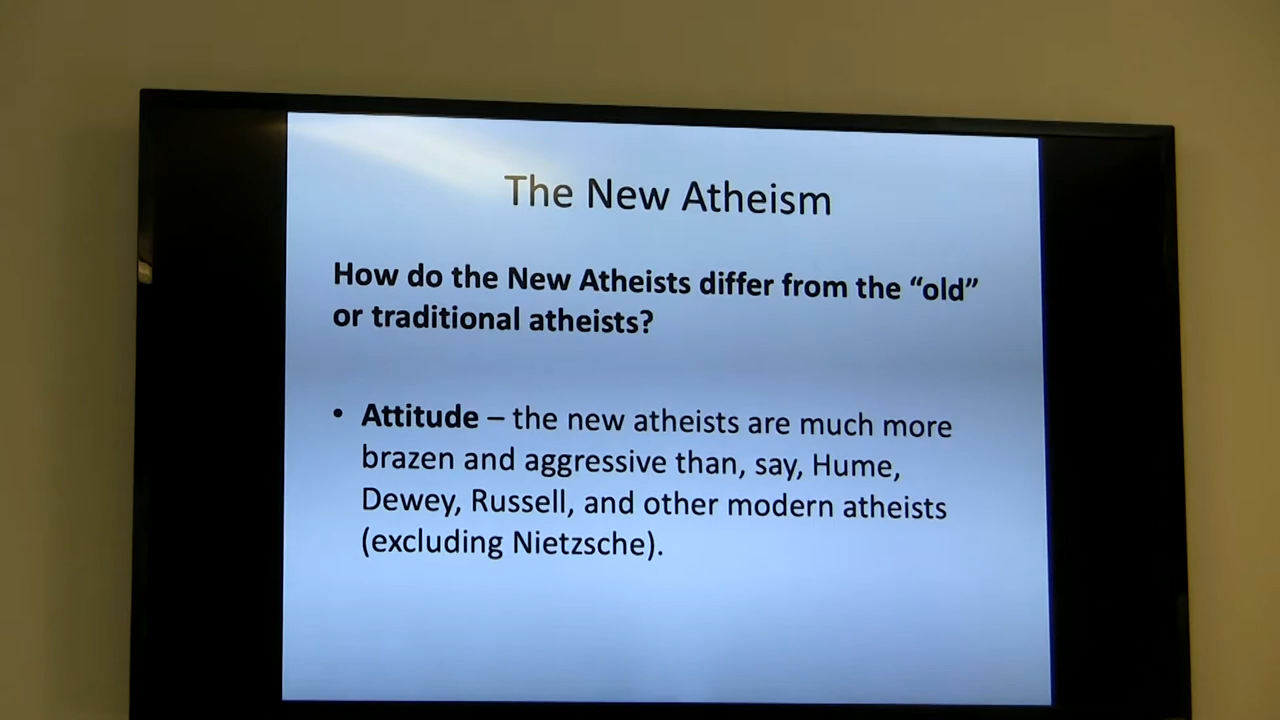 The New Atheism
How do the New Atheists differ from the “old”
or traditional atheists?
• Attitude – the new atheists are much more
brazen and aggressive than, say, Hume,
Dewey, Russell, and other modern atheists
(excluding Nietzsche).